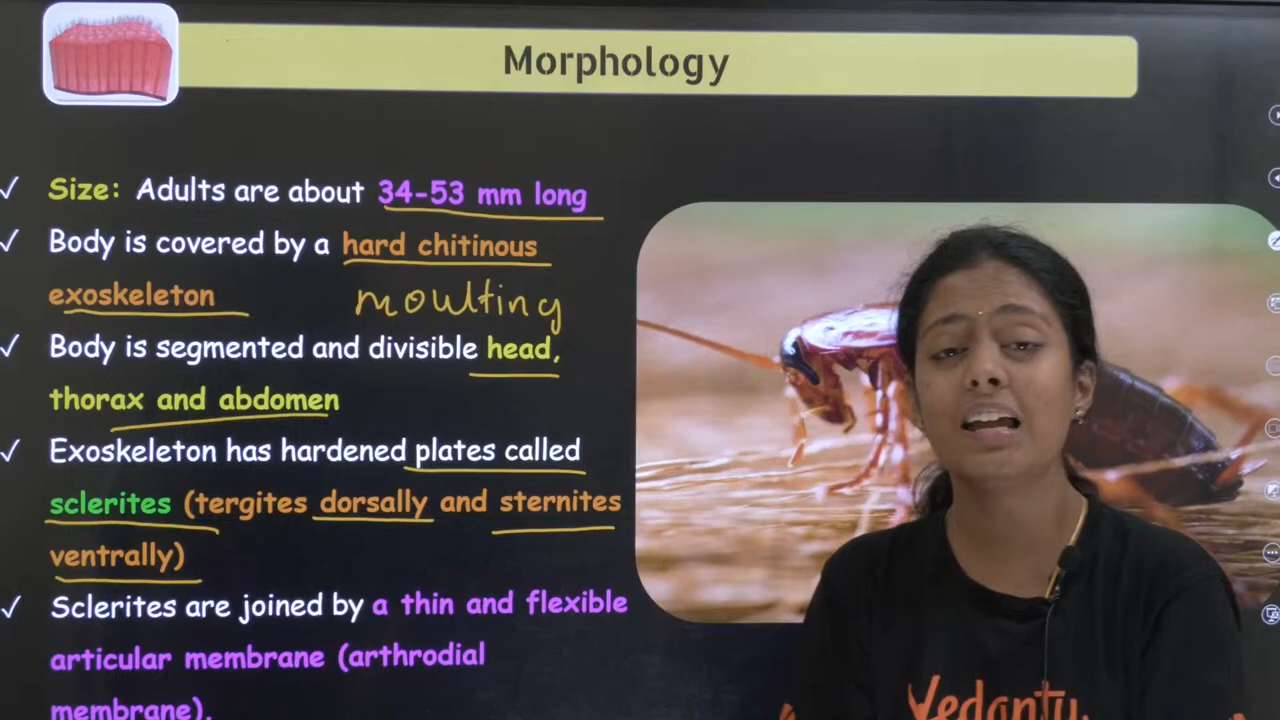 Morphology
✓ Size: Adults are about 34-53 mm long
✓ Body is covered by a hard chitinous
exoskeleton moulting
✓ Body is segmented and divisible head,
thorax and abdomen
✓ Exoskeleton has hardened plates called
sclerites (tergites dorsally and sternites
ventrally)
✓ Sclerites are joined by a thin and flexible
articular membrane (arthrodial
membrane).
Vedantu